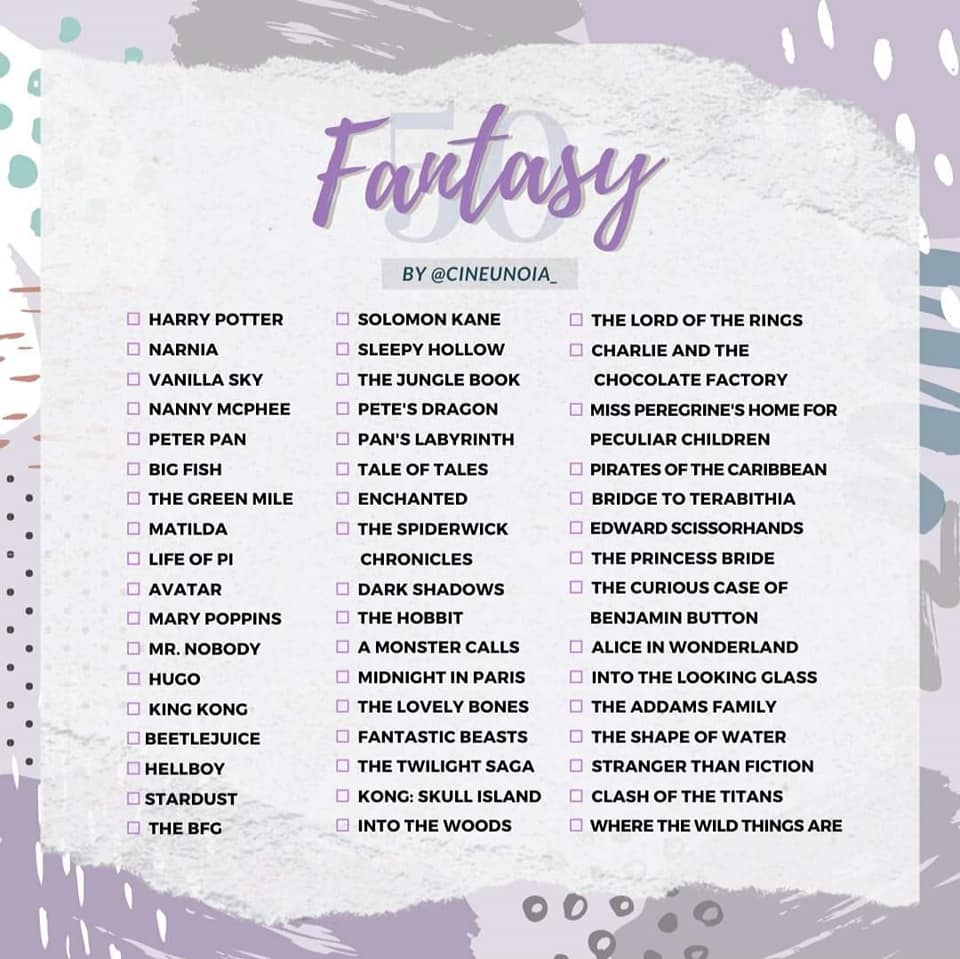 50
Fantasy
BY @CINEUNOIA_
HARRY POTTER
NARNIA
VANILLA SKY
NANNY MCPHEE
PETER PAN
BIG FISH
THE GREEN MILE
MATILDA
LIFE OF PI
AVATAR
MARY POPPINS
MR. NOBODY
HUGO
KING KONG
BEETLEJUICE
HELLBOY
STARDUST
THE BFG
SOLOMON KANE
SLEEPY HOLLOW
THE JUNGLE BOOK
PETE'S DRAGON
PAN'S LABYRINTH
TALE OF TALES
ENCHANTED
THE SPIDERWICK
CHRONICLES
DARK SHADOWS
THE HOBBIT
A MONSTER CALLS
MIDNIGHT IN PARIS
THE LOVELY BONES
FANTASTIC BEASTS
THE TWILIGHT SAGA
KONG: SKULL ISLAND
INTO THE WOODS
THE LORD OF THE RINGS
CHARLIE AND THE
CHOCOLATE FACTORY
MISS PEREGRINE'S HOME FOR
PECULIAR CHILDREN
PIRATES OF THE CARIBBEAN
BRIDGE TO TERABITHIA
EDWARD SCISSORHANDS
THE PRINCESS BRIDE
THE CURIOUS CASE OF
BENJAMIN BUTTON
ALICE IN WONDERLAND
INTO THE LOOKING GLASS
THE ADDAMS FAMILY
THE SHAPE OF WATER
STRANGER THAN FICTION
CLASH OF THE TITANS
WHERE THE WILD THINGS ARE